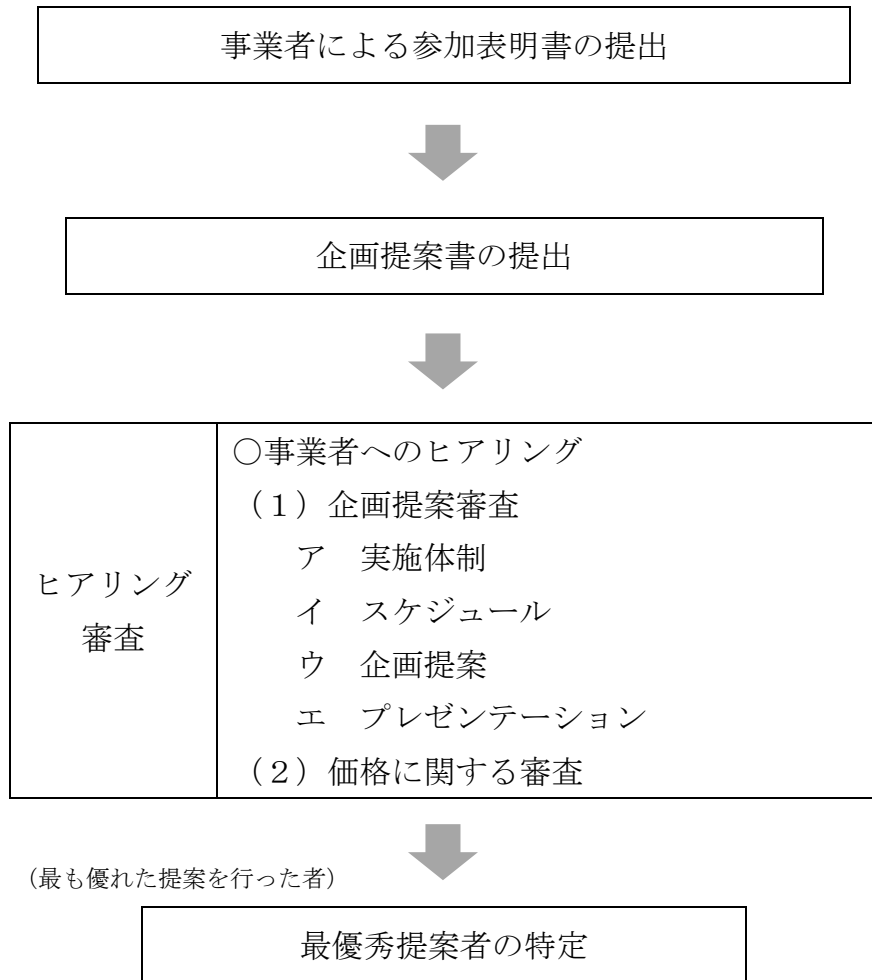 事業者による参加表明書の提出
企画提案書の提出
ヒアリング
審査
○事業者へのヒアリング
（１）企画提案審査
ア　実施体制
イ　スケジュール
ウ　企画提案
エ　プレゼンテーション
（２）価格に関する審査
（最も優れた提案を行った者）
最優秀提案者の特定